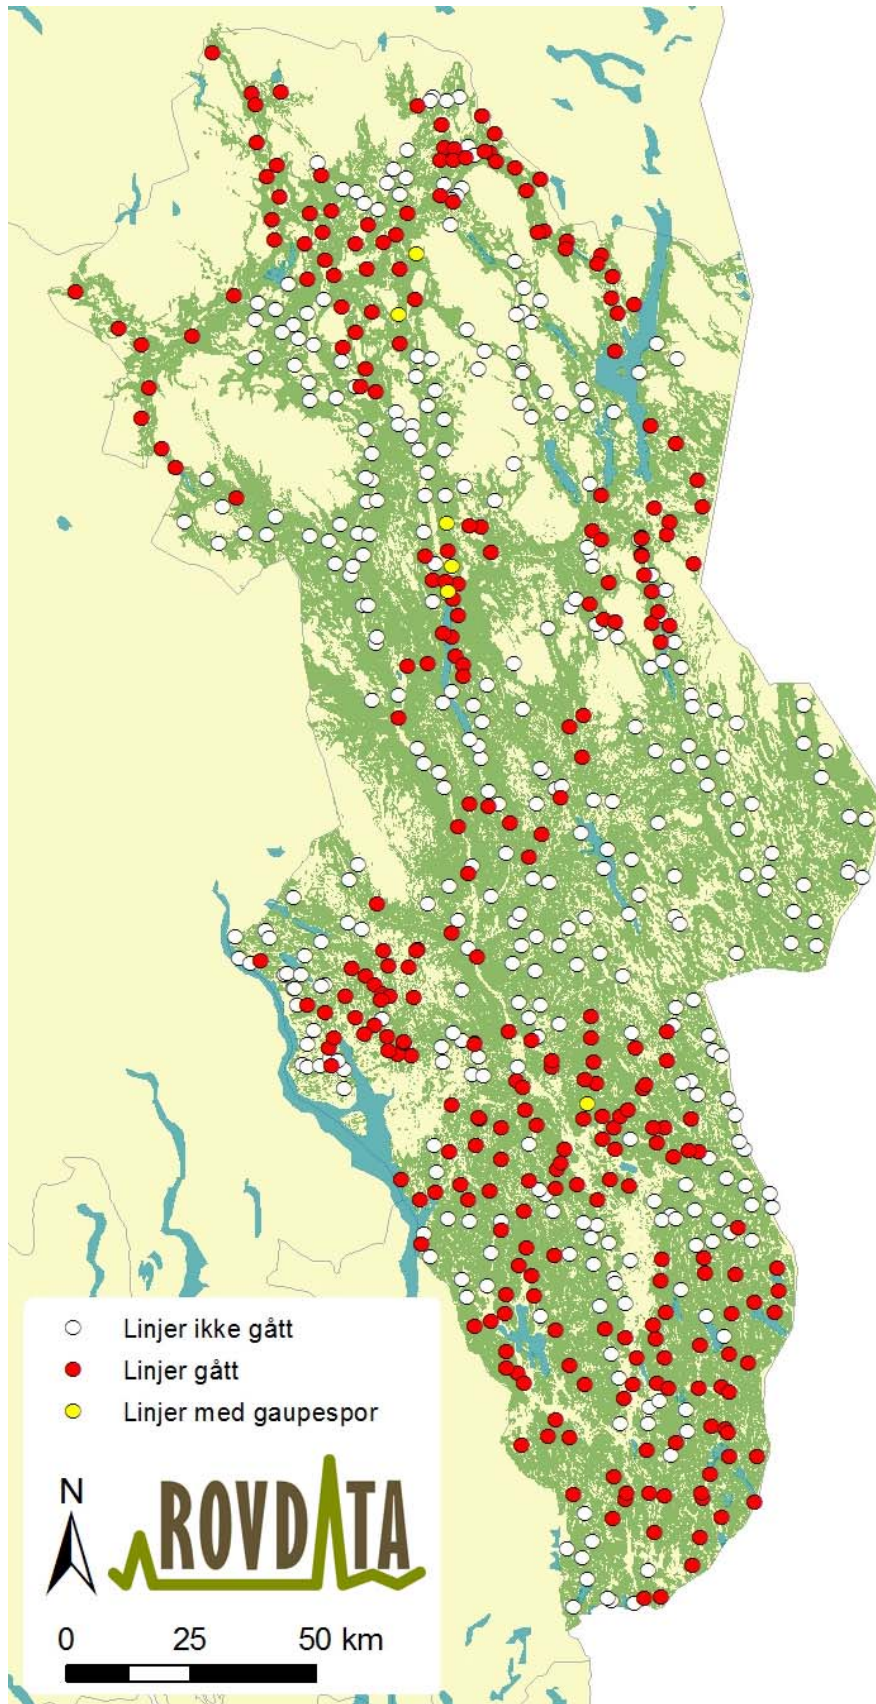 Linjer ikke gått
Linjer gått
Linjer med gaupespor
N
ROVDATA
0 25 50 km